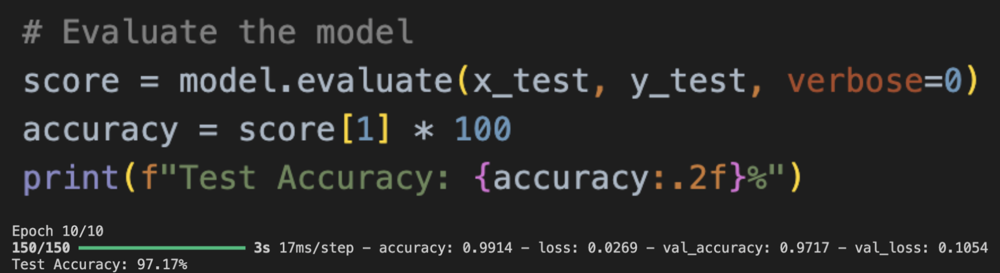 # Evaluate the model
score = model.evaluate(x_test, y_test, verbose=0)
accuracy = score[1] * 100
print(f"Test Accuracy: {accuracy:.2f}%")
Epoch 10/10
150/150 3s 17ms/step – accuracy: 0.9914 – loss: 0.0269 – val_accuracy: 0.9717 – val_loss: 0.1054
Test Accuracy: 97.17%